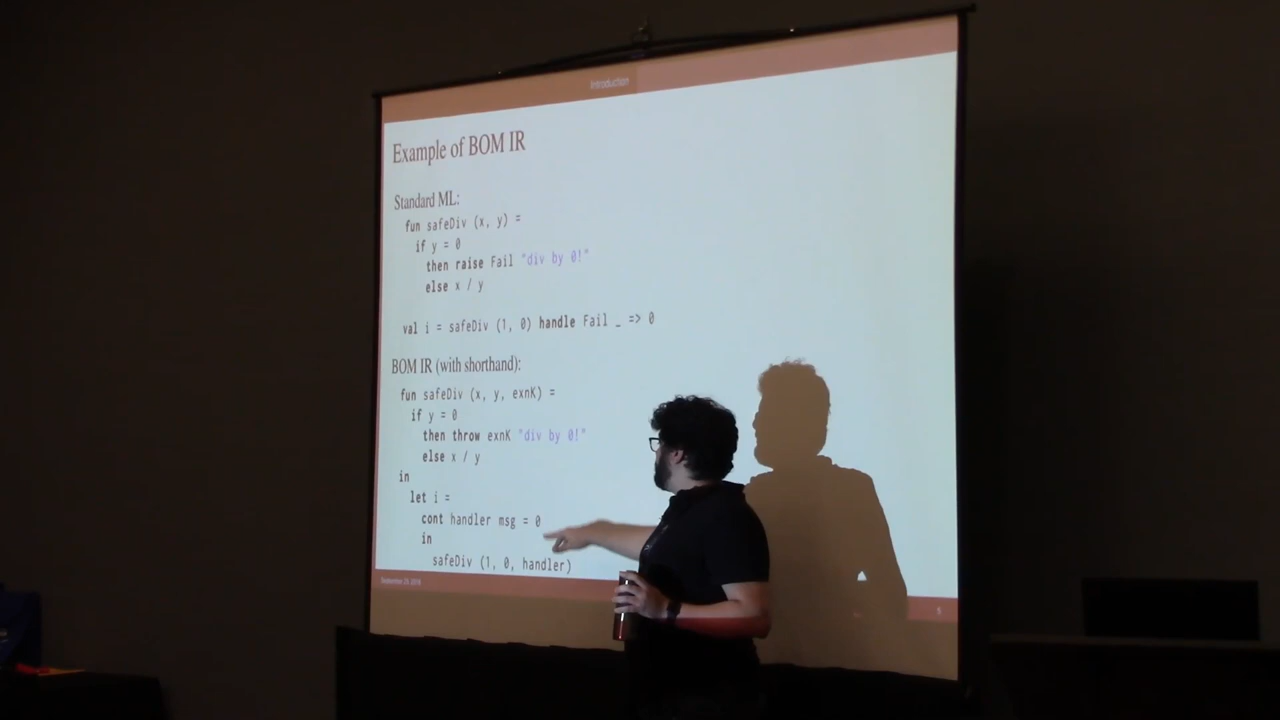 Introduction
Example of BOM IR
Standard ML:
fun safeDiv (x, y) =
if y = 0
then raise Fail "div by 0!"
else x / y
val i = safeDiv (1, 0) handle Fail _ => 0
BOM IR (with shorthand):
fun safeDiv (x, y, exnK) =
if y = 0
then throw exnK "div by 0!"
else x / y
in
let i =
cont handler msg = 0
in
safeDiv (1, 0, handler)